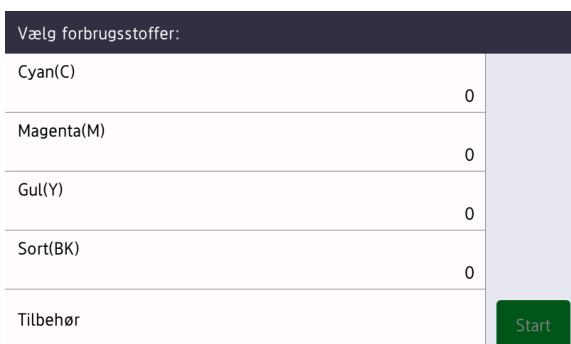 Vælg forbrugsstoffer:
Cyan(C)
0
Magenta(M)
0
Gul(Y)
0
Sort(BK)
0
Tilbehør
Start